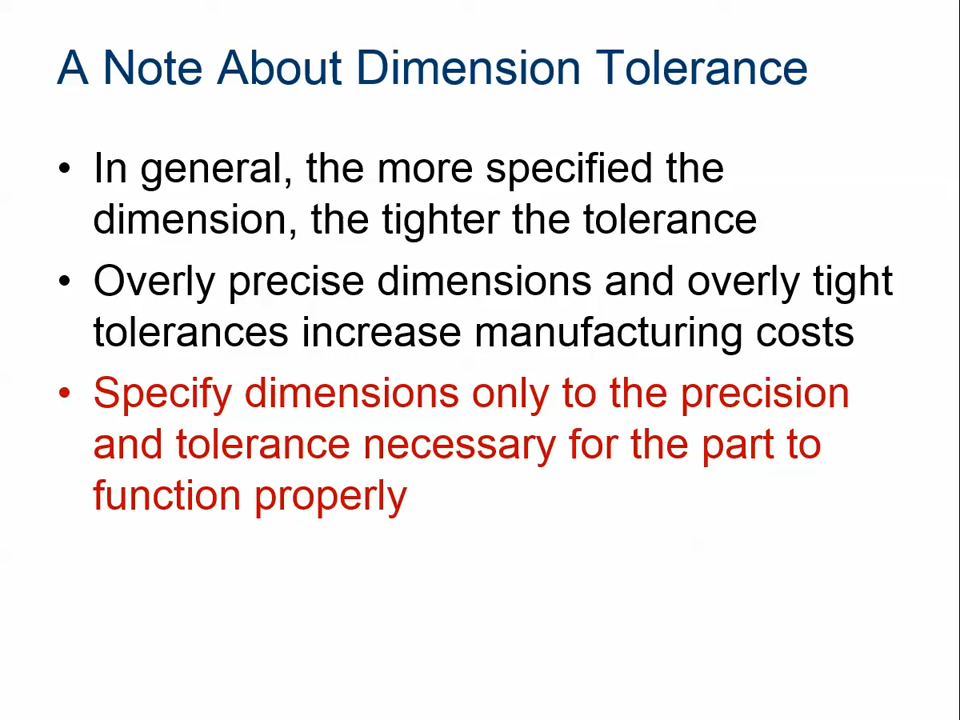 A Note About Dimension Tolerance
• In general, the more specified the
dimension, the tighter the tolerance
• Overly precise dimensions and overly tight
tolerances increase manufacturing costs
• Specify dimensions only to the precision
and tolerance necessary for the part to
function properly